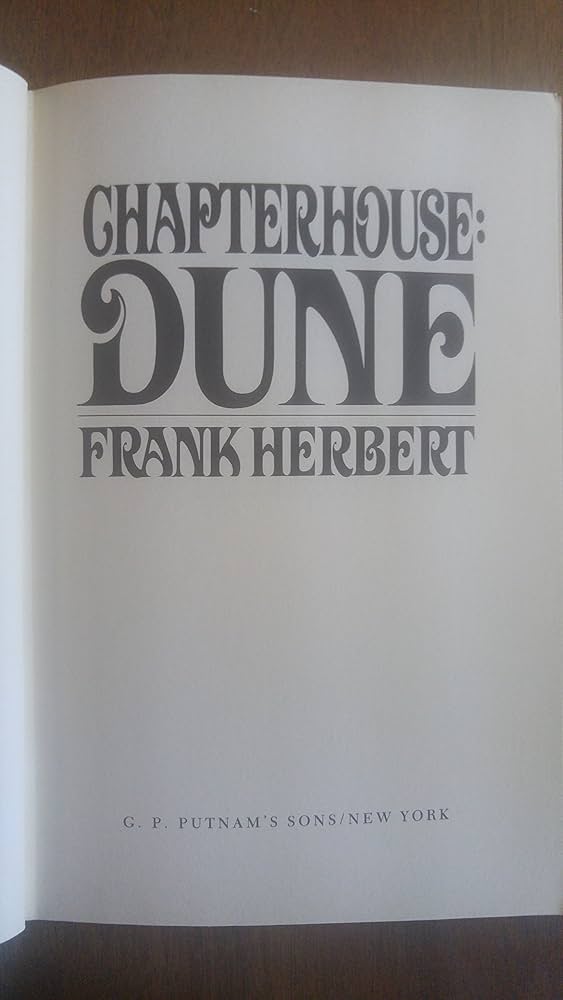 CHAPTERHOUSE:
DUNE
FRANK HERBERT
G. P. PUTNAM'S SONS/NEW YORK